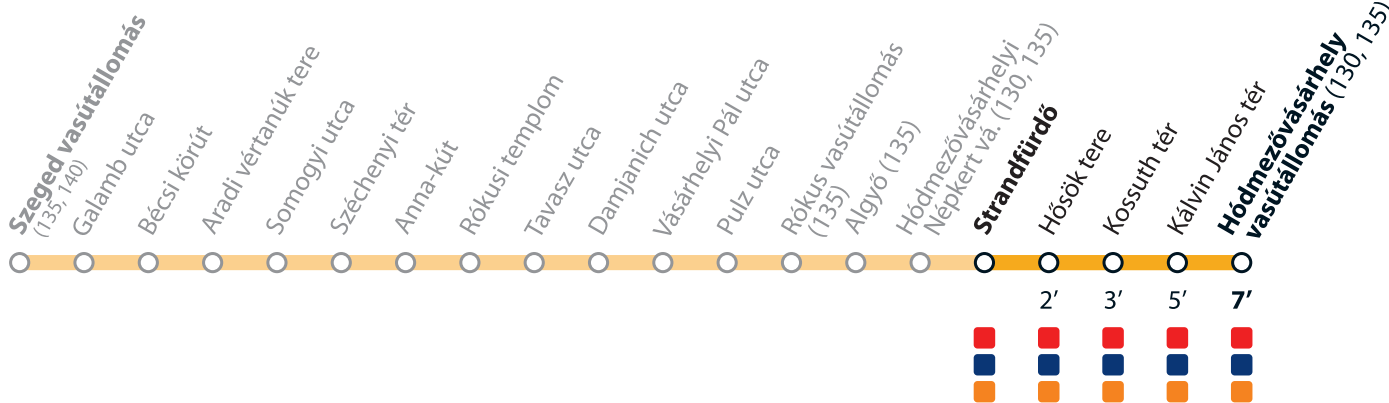 Szeged vasútállomás
(135, 140)
Galamb utca
Bécsi körút
Aradi vértanúk tere
Somogyi utca
Széchenyi tér
Anna-kút
Rókusi templom
Tavasz utca
Damjanich utca
Vásárhelyi Pál utca
Pulz utca
Rókus vasútállomás
(135)
Algyő (135)
Hódmezővásárhelyi
Népkert vá. (130, 135)
Strandfürdő
Hősök tere
Kossuth tér
Kálvin János tér
Hódmezővásárhely
vasútállomás (130, 135)
2’ 3’ 5’ 7’